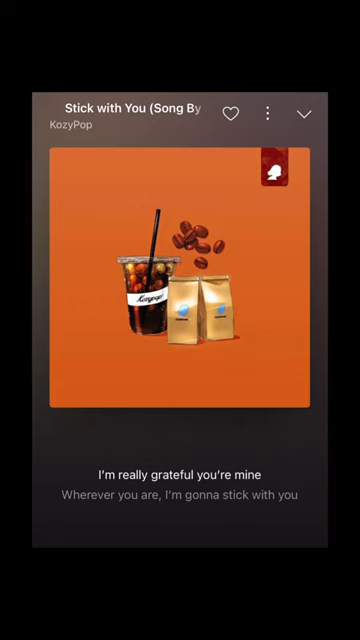 Stick with You (Song By
KozyPop
Kozypop
I'm really grateful you're mine
Wherever you are, I'm gonna stick with you